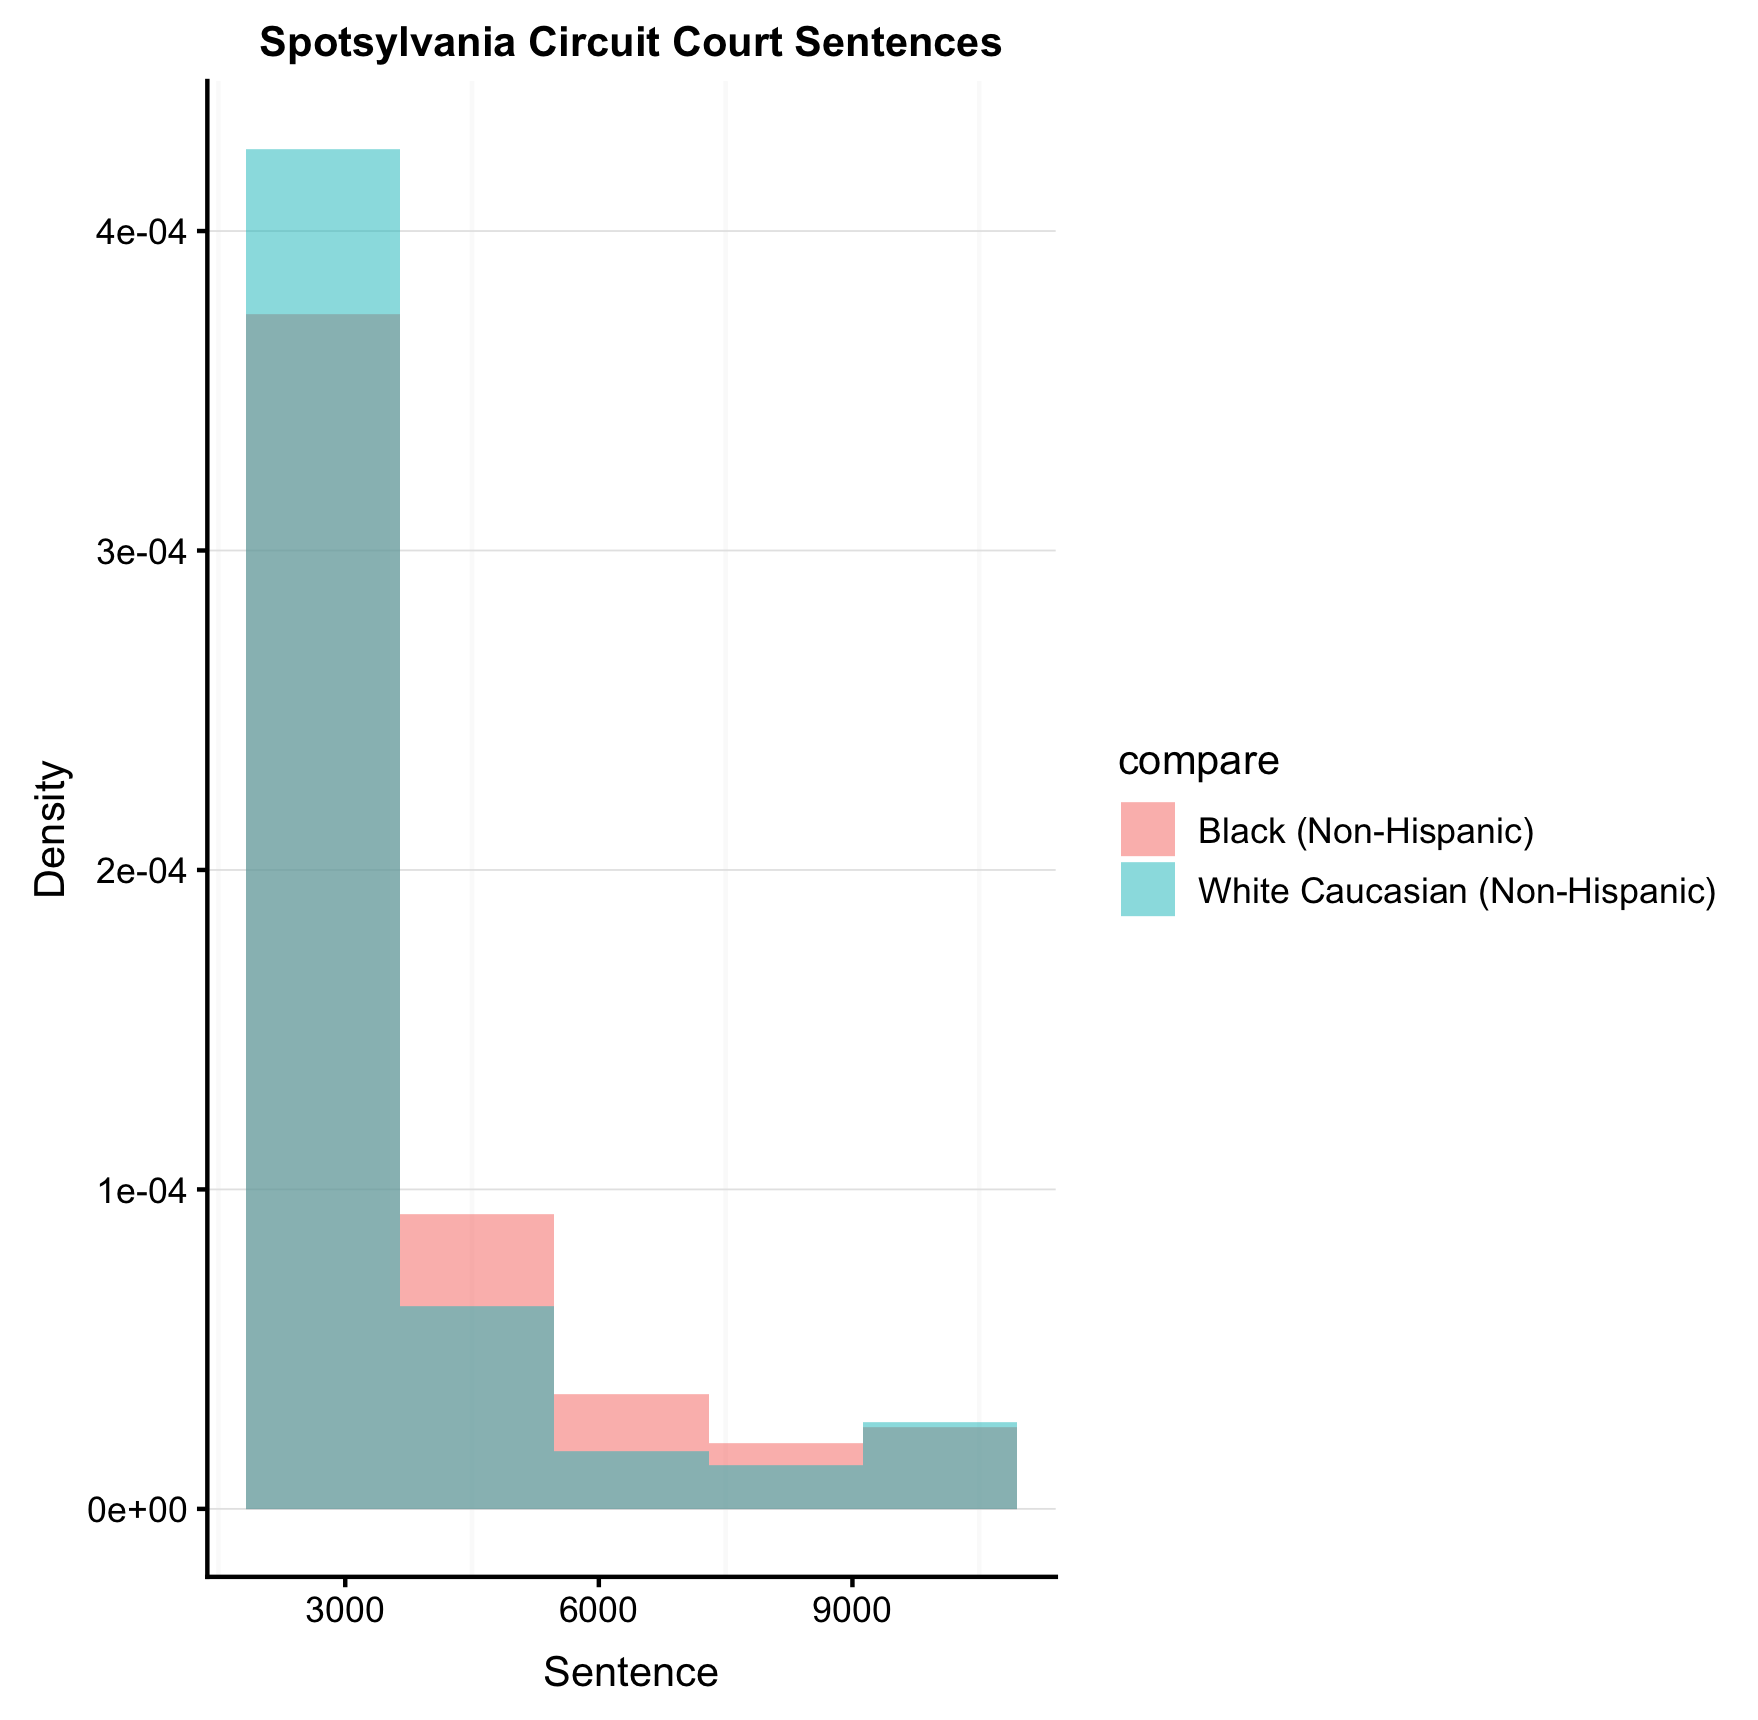 Spotsylvania Circuit Court Sentences
4e-04
3e-04
2e-04
1e-04
0e+00
Density
3000 6000 9000
Sentence
compare
Black (Non-Hispanic)
White Caucasian (Non-Hispanic)